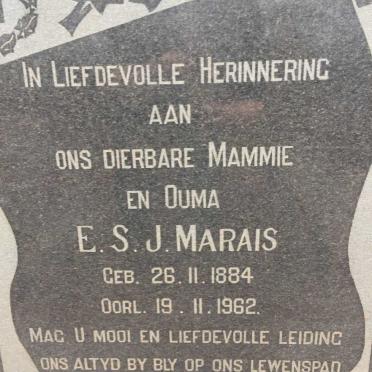 In Liefdevolle Herinnering
aan
ons dierbare Mammie
en Ouma
E. S. J. Marais
Geb. 26. 11. 1884
Oorl. 19. 11. 1962.
Mag U mooi en liefdevolle leiding
ons altyd by bly op ons lewenspad